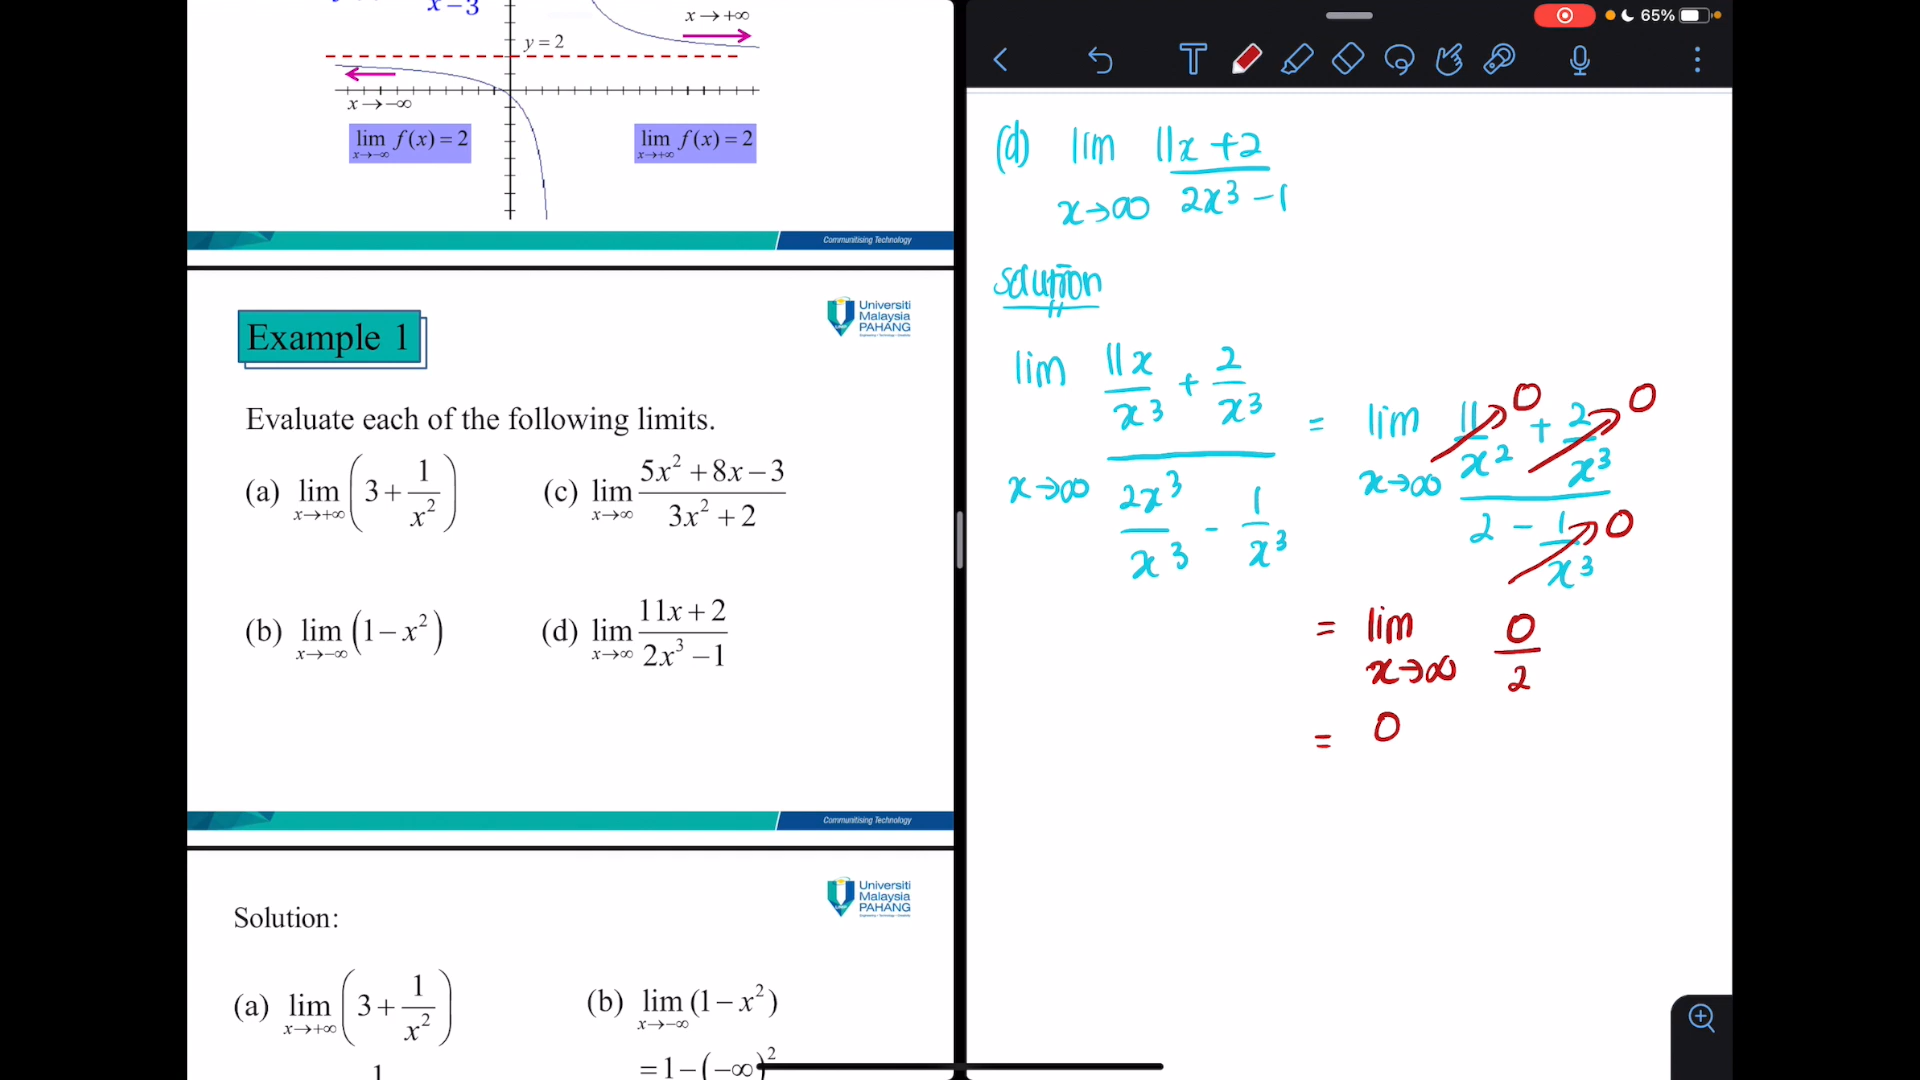 x−3
x→+∞
y = 2
x→−∞
lim f(x) = 2
x→−∞
lim f(x) = 2
x→+∞
Communitising Technology
Example 1
Universiti
Malaysia
PAHANG
Evaluate each of the following limits.
(a) lim x→+∞ (3 + 1/x²)
(c) lim x→∞ (5x² + 8x − 3)/(3x² + 2)
(b) lim x→−∞ (1 − x²)
(d) lim x→∞ (11x + 2)/(2x³ − 1)
Communitising Technology
Universiti
Malaysia
PAHANG
Solution:
(a) lim x→+∞ (3 + 1/x²)
1
(b) lim x→−∞ (1 − x²)
= 1 − (−∞)²
65%
T
(d) lim x→∞ (11x + 2)/(2x³ − 1)
solution
lim x→∞ (11x/x³ + 2/x³)/(2x³/x³ − 1/x³) = lim x→∞ (11/x² + 2/x³)/(2 − 1/x³)
0 0
0
= lim x→∞ 0/2
= 0